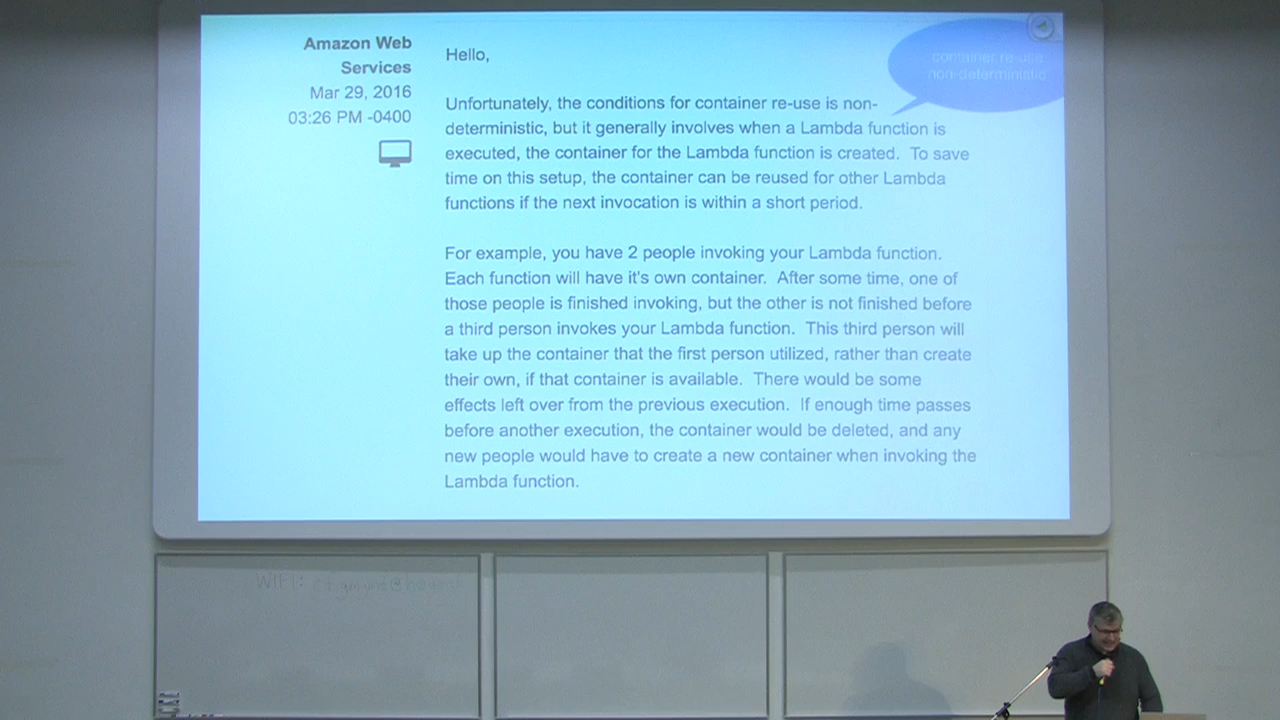 Amazon Web
Services
Mar 29, 2016
03:26 PM -0400
Hello,
container re-use
non-deterministic
Unfortunately, the conditions for container re-use is non-
deterministic, but it generally involves when a Lambda function is
executed, the container for the Lambda function is created.  To save
time on this setup, the container can be reused for other Lambda
functions if the next invocation is within a short period.
For example, you have 2 people invoking your Lambda function.
Each function will have it's own container.  After some time, one of
those people is finished invoking, but the other is not finished before
a third person invokes your Lambda function.  This third person will
take up the container that the first person utilized, rather than create
their own, if that container is available.  There would be some
effects left over from the previous execution.  If enough time passes
before another execution, the container would be deleted, and any
new people would have to create a new container when invoking the
Lambda function.
WIFI: